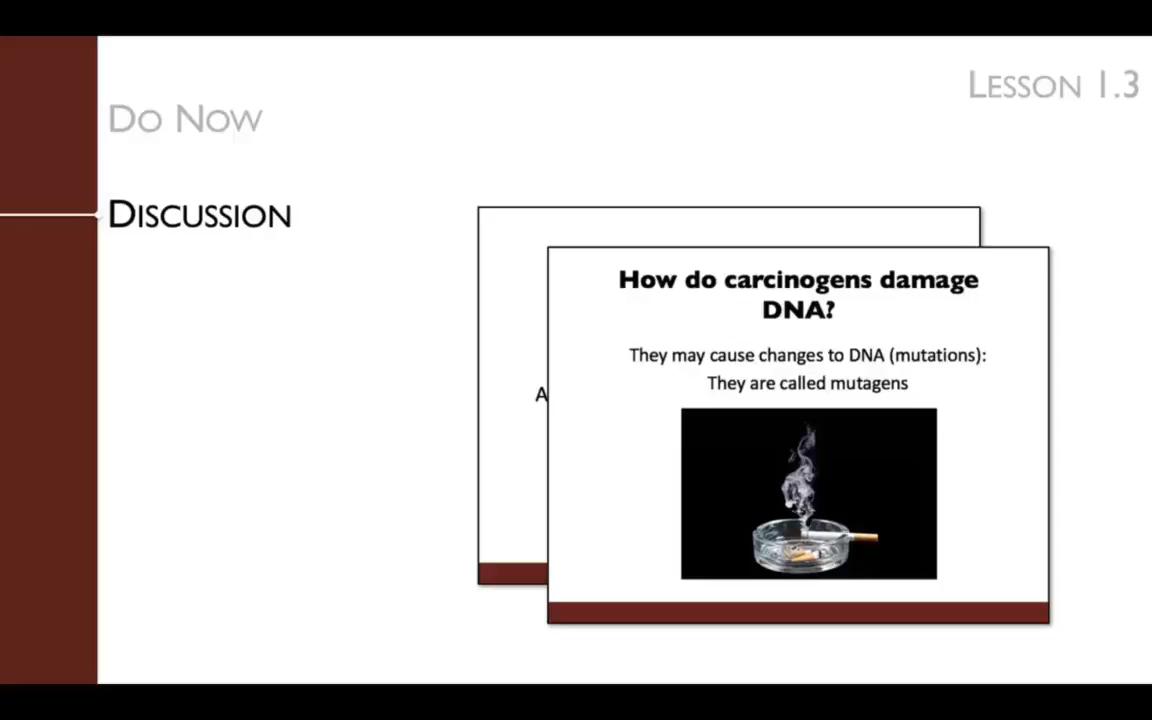 LESSON 1.3
DO NOW
DISCUSSION
How do carcinogens damage
DNA?
They may cause changes to DNA (mutations):
They are called mutagens
A